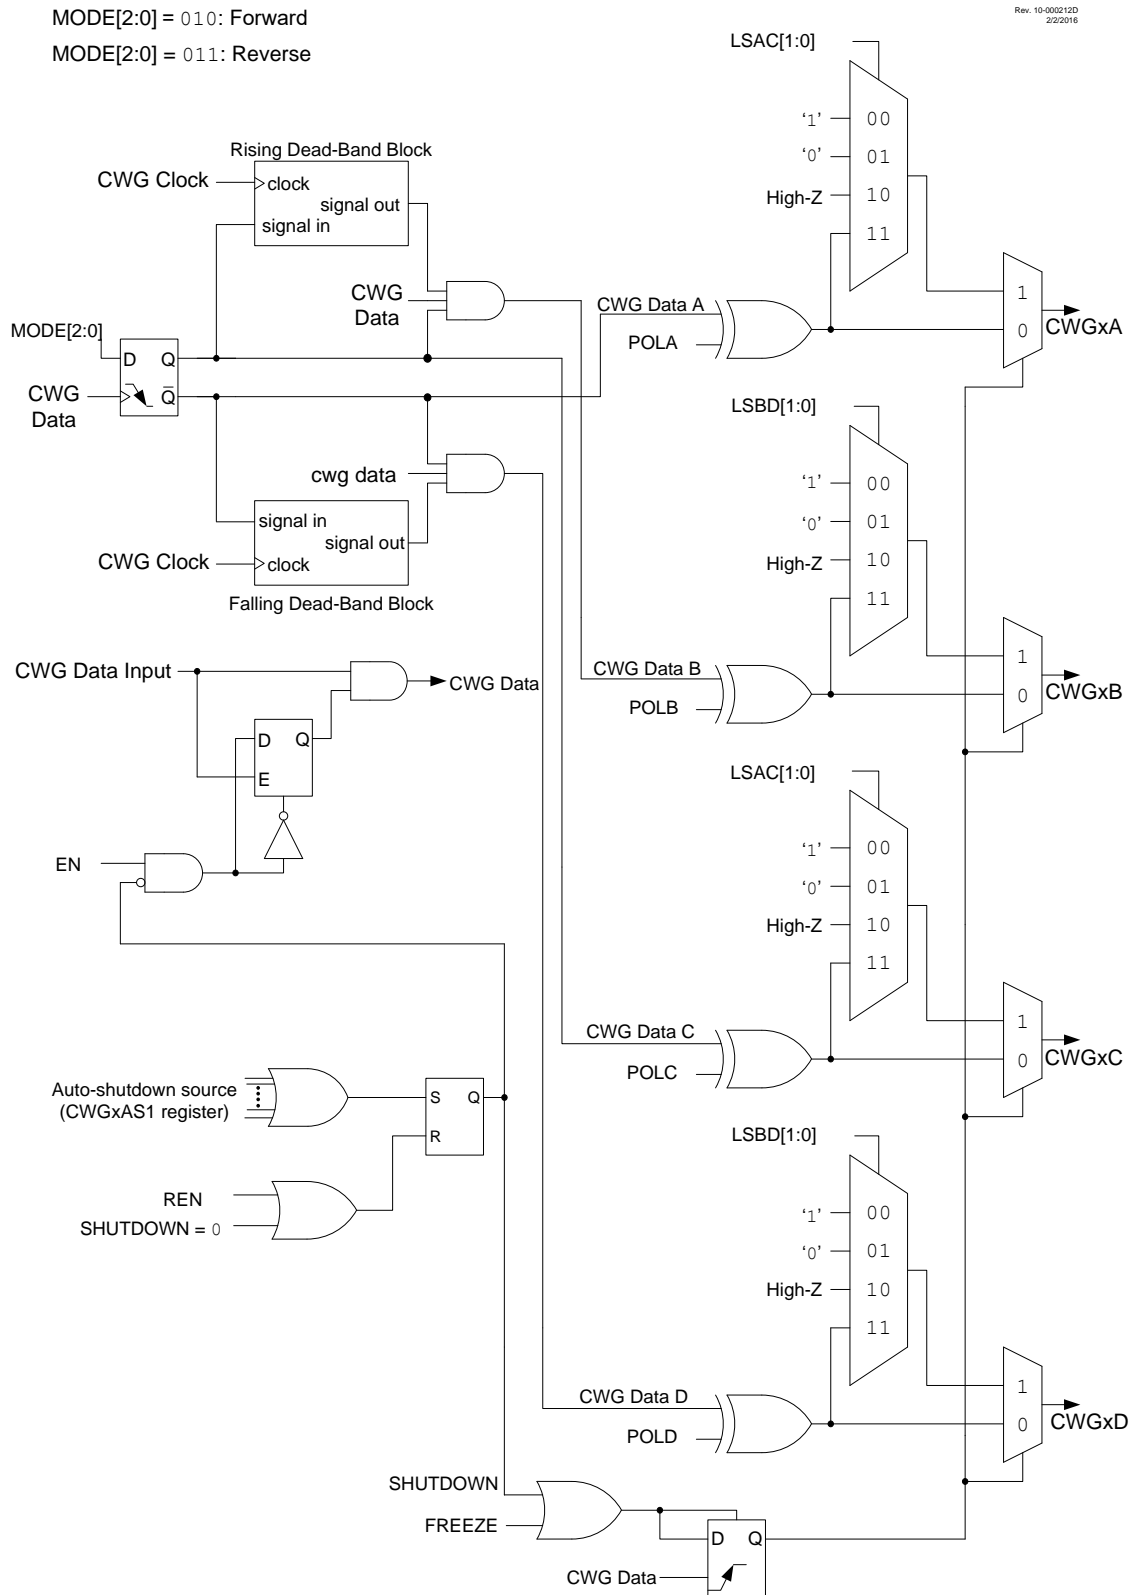 MODE[2:0] = 010: Forward
MODE[2:0] = 011: Reverse
Rev. 10-000212D
2/2/2016
LSAC[1:0]
'1'
00
'0'
01
High-Z
10
11
1
0
CWGxA
Rising Dead-Band Block
CWG Clock
clock
signal out
signal in
CWG
Data
CWG Data A
POLA
MODE[2:0]
D
Q
CWG
Data
Q̅
LSBD[1:0]
'1'
00
'0'
01
High-Z
10
11
1
0
CWGxB
cwg data
signal in
signal out
CWG Clock
clock
Falling Dead-Band Block
CWG Data B
POLB
CWG Data Input
CWG Data
D
Q
E
EN
LSAC[1:0]
'1'
00
'0'
01
High-Z
10
11
1
0
CWGxC
CWG Data C
POLC
Auto-shutdown source
(CWGxAS1 register)
S
Q
R
REN
SHUTDOWN = 0
LSBD[1:0]
'1'
00
'0'
01
High-Z
10
11
1
0
CWGxD
CWG Data D
POLD
SHUTDOWN
FREEZE
D
Q
CWG Data